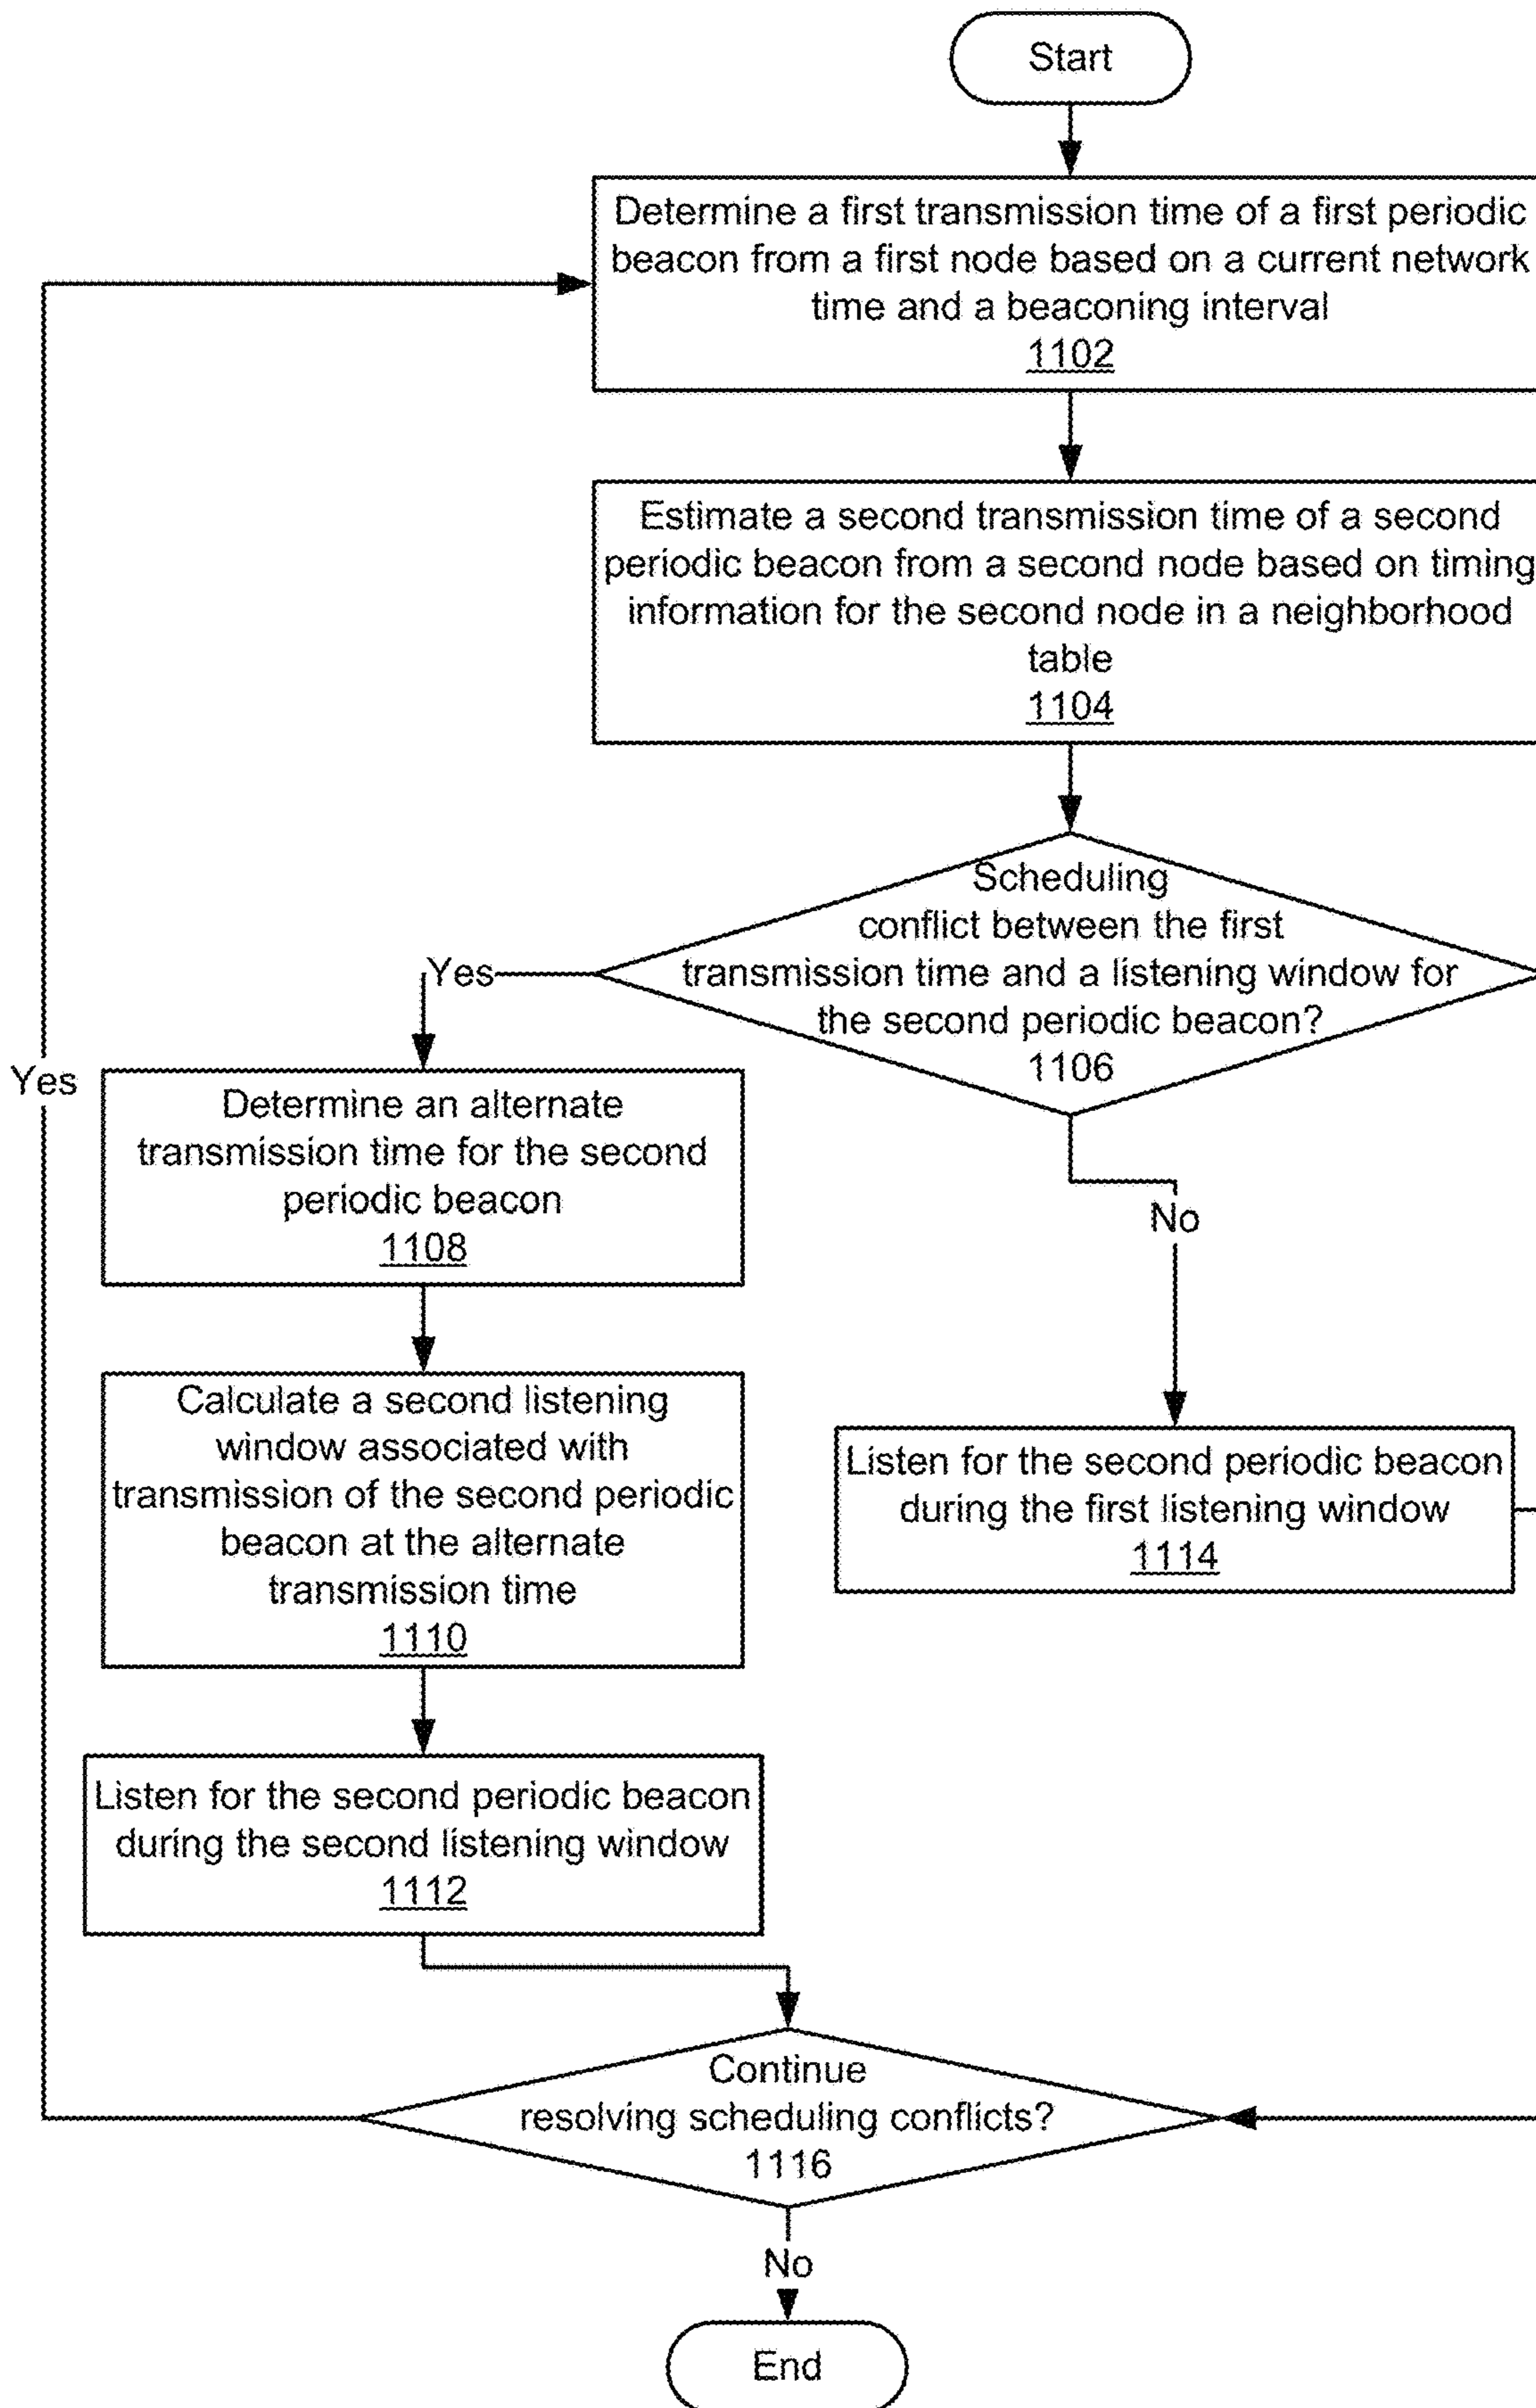 Start
Determine a first transmission time of a first periodic
beacon from a first node based on a current network
time and a beaconing interval
1102
Estimate a second transmission time of a second
periodic beacon from a second node based on timing
information for the second node in a neighborhood
table
1104
Scheduling
conflict between the first
transmission time and a listening window for
the second periodic beacon?
1106
Yes
Yes
Determine an alternate
transmission time for the second
periodic beacon
1108
No
Calculate a second listening
window associated with
transmission of the second periodic
beacon at the alternate
transmission time
1110
Listen for the second periodic beacon
during the first listening window
1114
Listen for the second periodic beacon
during the second listening window
1112
Continue
resolving scheduling conflicts?
1116
No
End